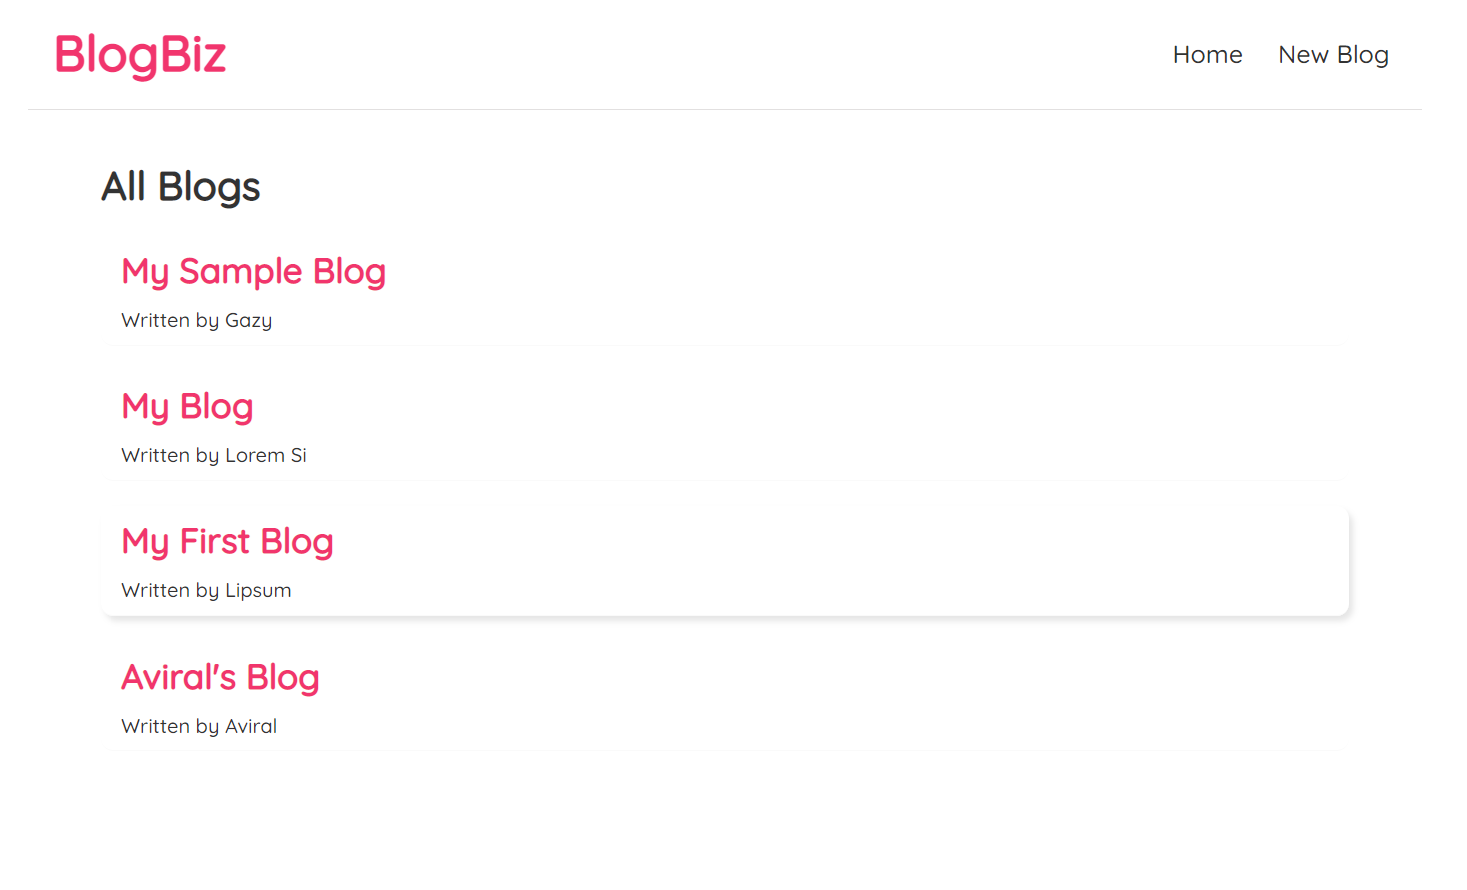 BlogBiz
Home New Blog
All Blogs
My Sample Blog
Written by Gazy
My Blog
Written by Lorem Si
My First Blog
Written by Lipsum
Aviral's Blog
Written by Aviral